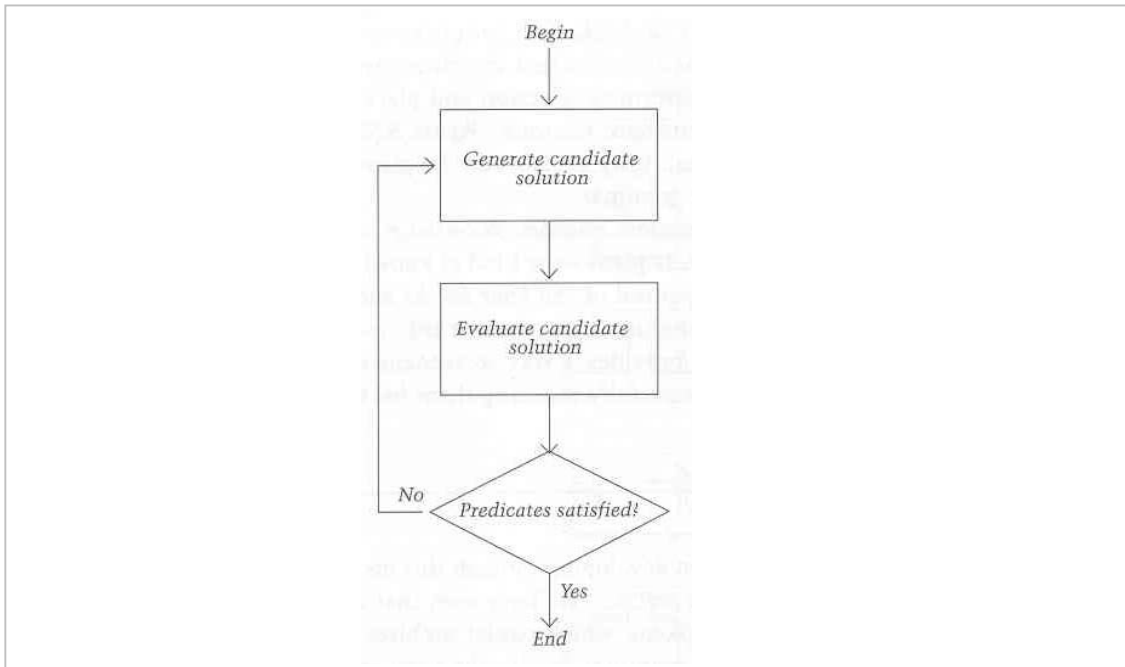 Begin
Generate candidate
solution
Evaluate candidate
solution
No
Predicates satisfied?
Yes
End